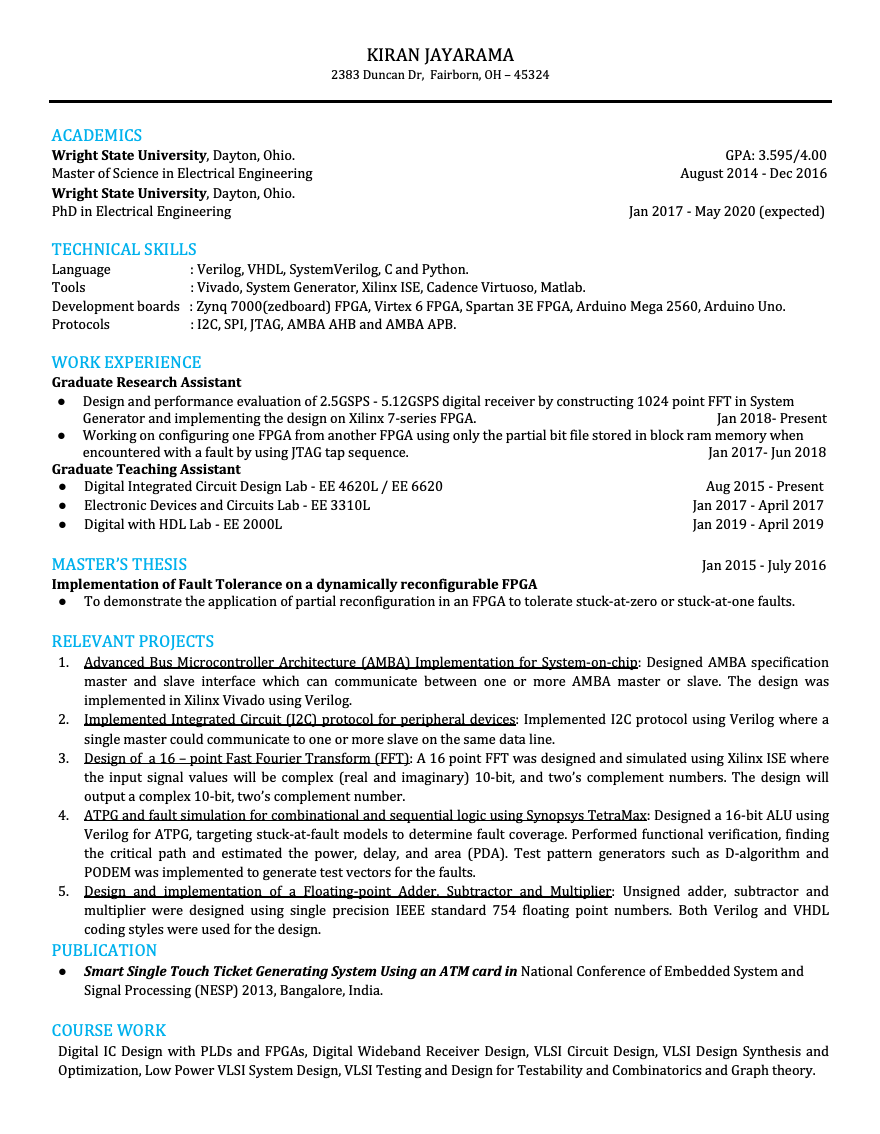 KIRAN JAYARAMA
2383 Duncan Dr, Fairborn, OH – 45324
ACADEMICS
Wright State University, Dayton, Ohio. GPA: 3.595/4.00
Master of Science in Electrical Engineering August 2014 - Dec 2016
Wright State University, Dayton, Ohio.
PhD in Electrical Engineering Jan 2017 - May 2020 (expected)
TECHNICAL SKILLS
Language : Verilog, VHDL, SystemVerilog, C and Python.
Tools : Vivado, System Generator, Xilinx ISE, Cadence Virtuoso, Matlab.
Development boards : Zynq 7000(zedboard) FPGA, Virtex 6 FPGA, Spartan 3E FPGA, Arduino Mega 2560, Arduino Uno.
Protocols : I2C, SPI, JTAG, AMBA AHB and AMBA APB.
WORK EXPERIENCE
Graduate Research Assistant
● Design and performance evaluation of 2.5GSPS - 5.12GSPS digital receiver by constructing 1024 point FFT in System
Generator and implementing the design on Xilinx 7-series FPGA. Jan 2018- Present
● Working on configuring one FPGA from another FPGA using only the partial bit file stored in block ram memory when
encountered with a fault by using JTAG tap sequence. Jan 2017- Jun 2018
Graduate Teaching Assistant
● Digital Integrated Circuit Design Lab - EE 4620L / EE 6620 Aug 2015 - Present
● Electronic Devices and Circuits Lab - EE 3310L Jan 2017 - April 2017
● Digital with HDL Lab - EE 2000L Jan 2019 - April 2019
MASTER'S THESIS Jan 2015 - July 2016
Implementation of Fault Tolerance on a dynamically reconfigurable FPGA
● To demonstrate the application of partial reconfiguration in an FPGA to tolerate stuck-at-zero or stuck-at-one faults.
RELEVANT PROJECTS
1. Advanced Bus Microcontroller Architecture (AMBA) Implementation for System-on-chip: Designed AMBA specification
master and slave interface which can communicate between one or more AMBA master or slave. The design was
implemented in Xilinx Vivado using Verilog.
2. Implemented Integrated Circuit (I2C) protocol for peripheral devices: Implemented I2C protocol using Verilog where a
single master could communicate to one or more slave on the same data line.
3. Design of a 16 – point Fast Fourier Transform (FFT): A 16 point FFT was designed and simulated using Xilinx ISE where
the input signal values will be complex (real and imaginary) 10-bit, and two's complement numbers. The design will
output a complex 10-bit, two's complement number.
4. ATPG and fault simulation for combinational and sequential logic using Synopsys TetraMax: Designed a 16-bit ALU using
Verilog for ATPG, targeting stuck-at-fault models to determine fault coverage. Performed functional verification, finding
the critical path and estimated the power, delay, and area (PDA). Test pattern generators such as D-algorithm and
PODEM was implemented to generate test vectors for the faults.
5. Design and implementation of a Floating-point Adder, Subtractor and Multiplier: Unsigned adder, subtractor and
multiplier were designed using single precision IEEE standard 754 floating point numbers. Both Verilog and VHDL
coding styles were used for the design.
PUBLICATION
● Smart Single Touch Ticket Generating System Using an ATM card in National Conference of Embedded System and
Signal Processing (NESP) 2013, Bangalore, India.
COURSE WORK
Digital IC Design with PLDs and FPGAs, Digital Wideband Receiver Design, VLSI Circuit Design, VLSI Design Synthesis and
Optimization, Low Power VLSI System Design, VLSI Testing and Design for Testability and Combinatorics and Graph theory.